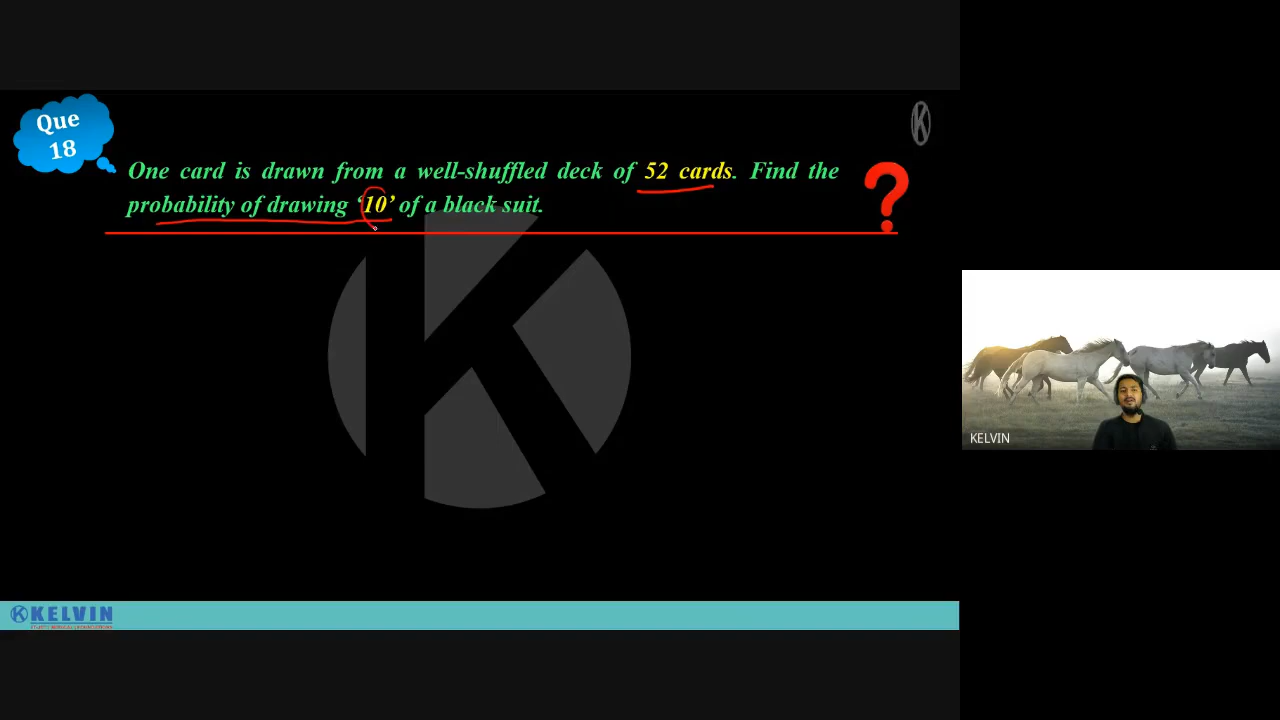 Que
18
One card is drawn from a well-shuffled deck of 52 cards. Find the
probability of drawing ‘10’ of a black suit.
?
K
KELVIN
KELVIN